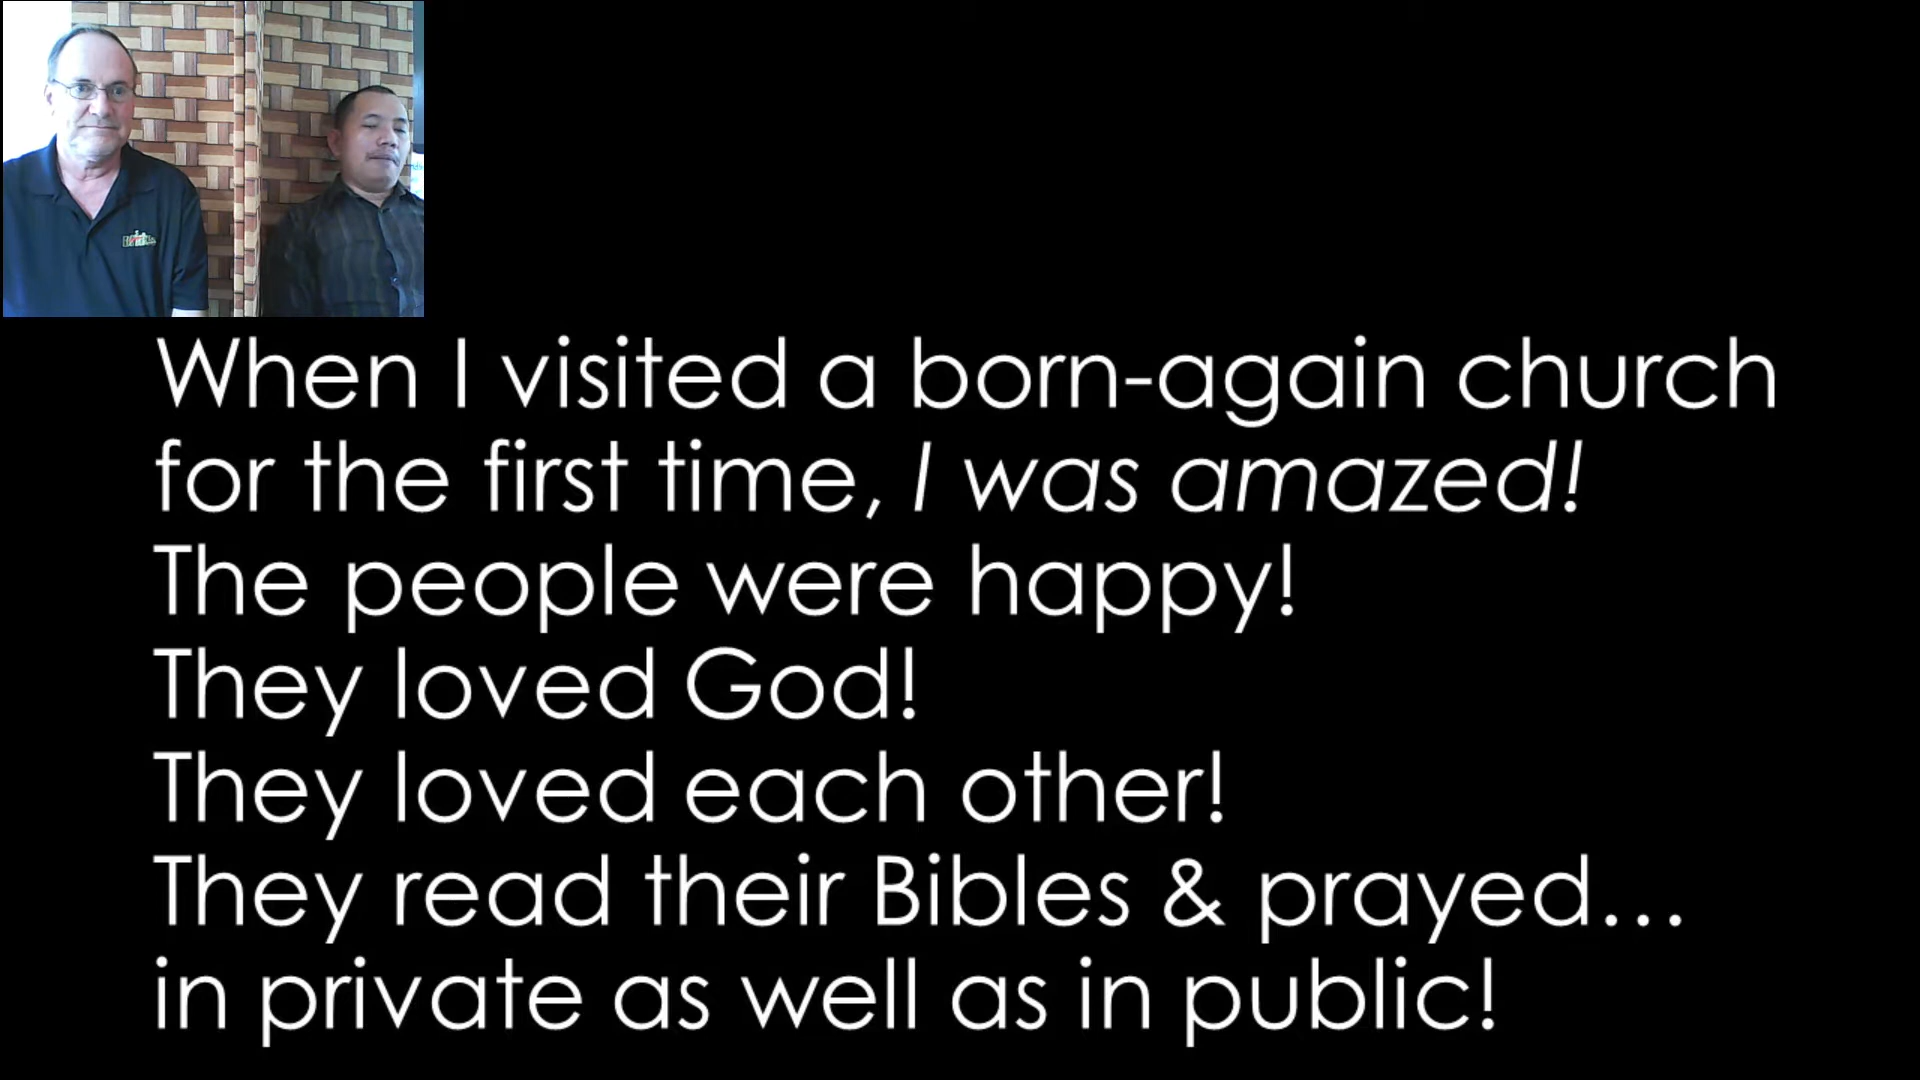 When I visited a born-again church
for the first time, I was amazed!
The people were happy!
They loved God!
They loved each other!
They read their Bibles & prayed…
in private as well as in public!